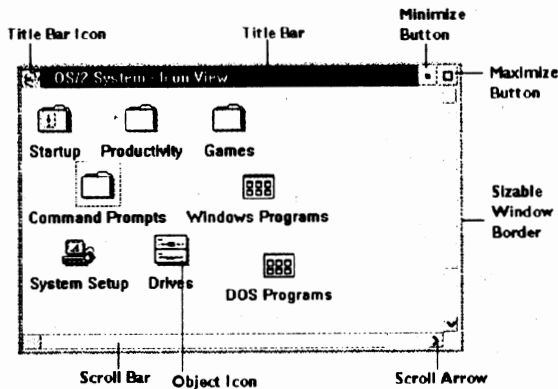 Minimize
Button
Title Bar Icon
Title Bar
OS/2 System - Icon View
Maximize
Button
Startup
Productivity
Games
Command Prompts
Windows Programs
Sizable
Window
Border
System Setup
Drives
DOS Programs
Scroll Bar
Object Icon
Scroll Arrow